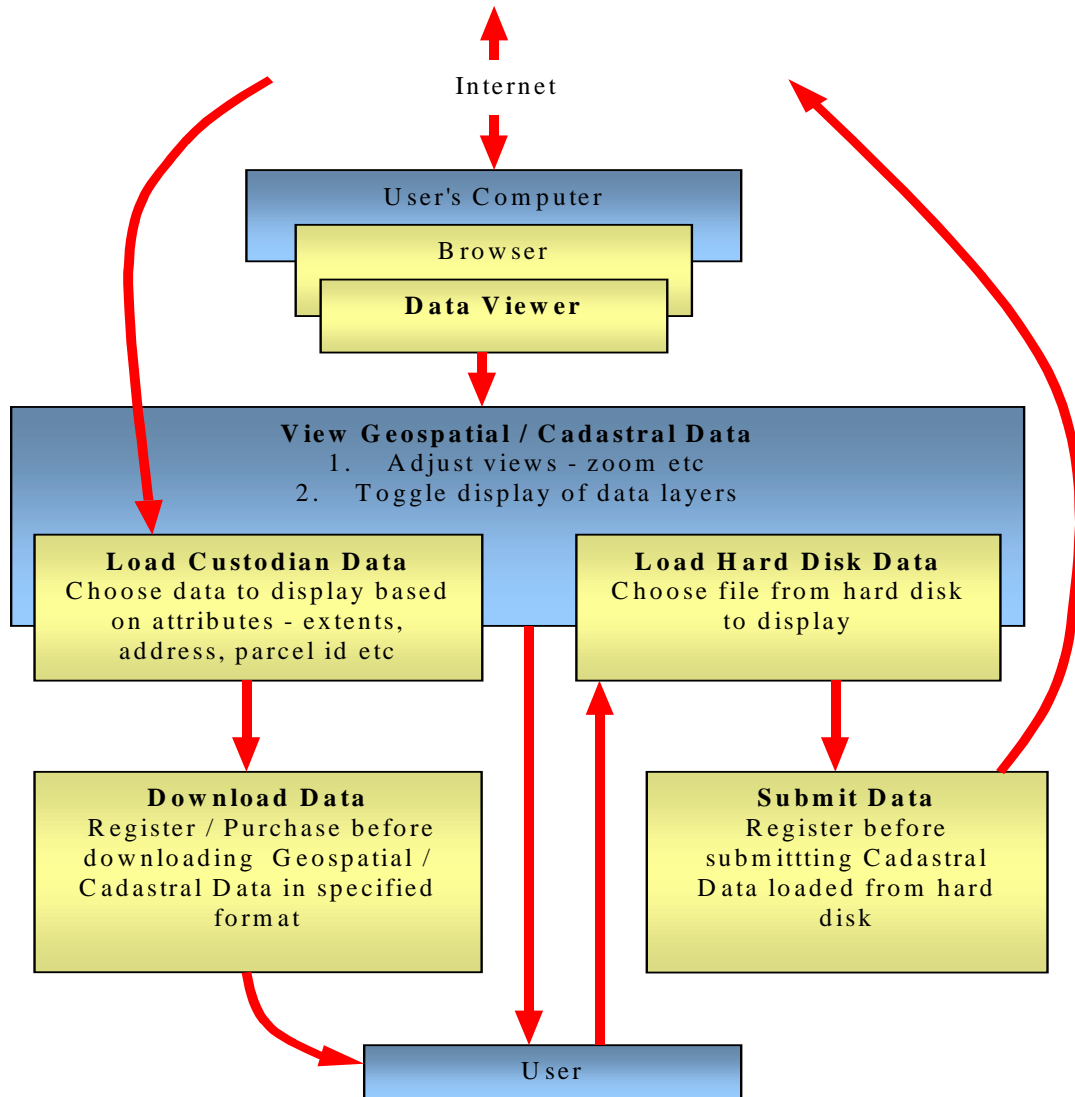 Internet
User's Computer
Browser
Data Viewer
View Geospatial / Cadastral Data
1. Adjust views - zoom etc
2. Toggle display of data layers
Load Custodian Data
Choose data to display based
on attributes - extents,
address, parcel id etc
Load Hard Disk Data
Choose file from hard disk
to display
Download Data
Register / Purchase before
downloading Geospatial /
Cadastral Data in specified
format
Submit Data
Register before
submittting Cadastral
Data loaded from hard
disk
User